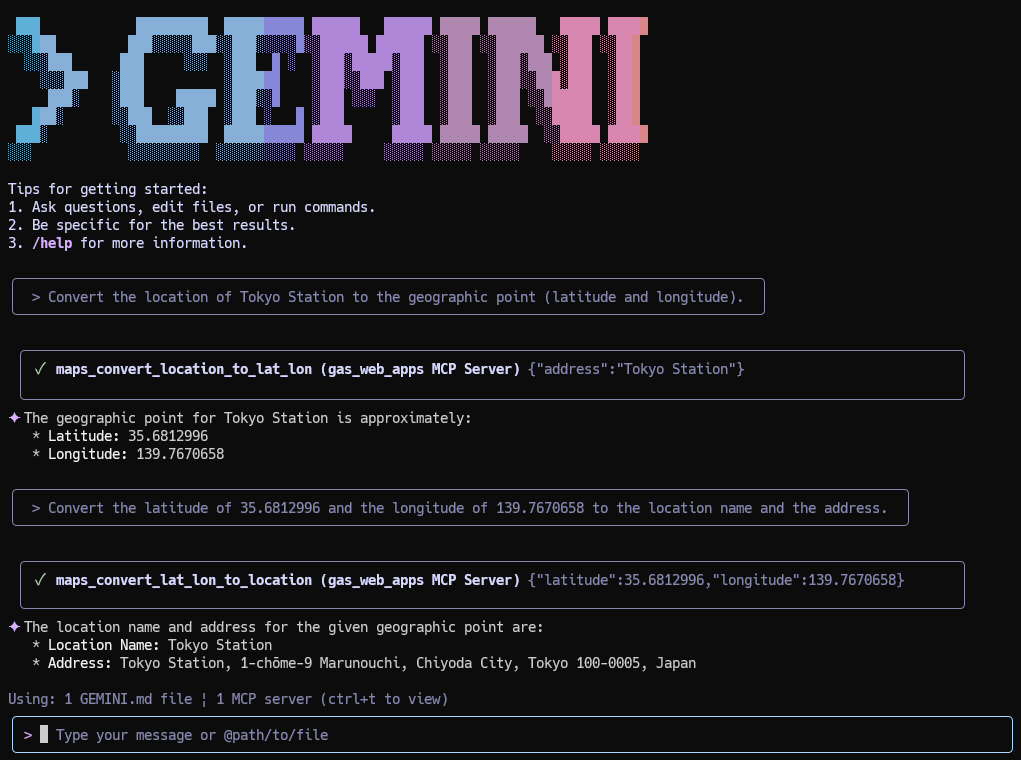 > GEMINI
Tips for getting started:
1. Ask questions, edit files, or run commands.
2. Be specific for the best results.
3. /help for more information.
> Convert the location of Tokyo Station to the geographic point (latitude and longitude).
✓ maps_convert_location_to_lat_lon (gas_web_apps MCP Server) {"address":"Tokyo Station"}
✦ The geographic point for Tokyo Station is approximately:
* Latitude: 35.6812996
* Longitude: 139.7670658
> Convert the latitude of 35.6812996 and the longitude of 139.7670658 to the location name and the address.
✓ maps_convert_lat_lon_to_location (gas_web_apps MCP Server) {"latitude":35.6812996,"longitude":139.7670658}
✦ The location name and address for the given geographic point are:
* Location Name: Tokyo Station
* Address: Tokyo Station, 1-chōme-9 Marunouchi, Chiyoda City, Tokyo 100-0005, Japan
Using: 1 GEMINI.md file ¦ 1 MCP server (ctrl+t to view)
> Type your message or @path/to/file